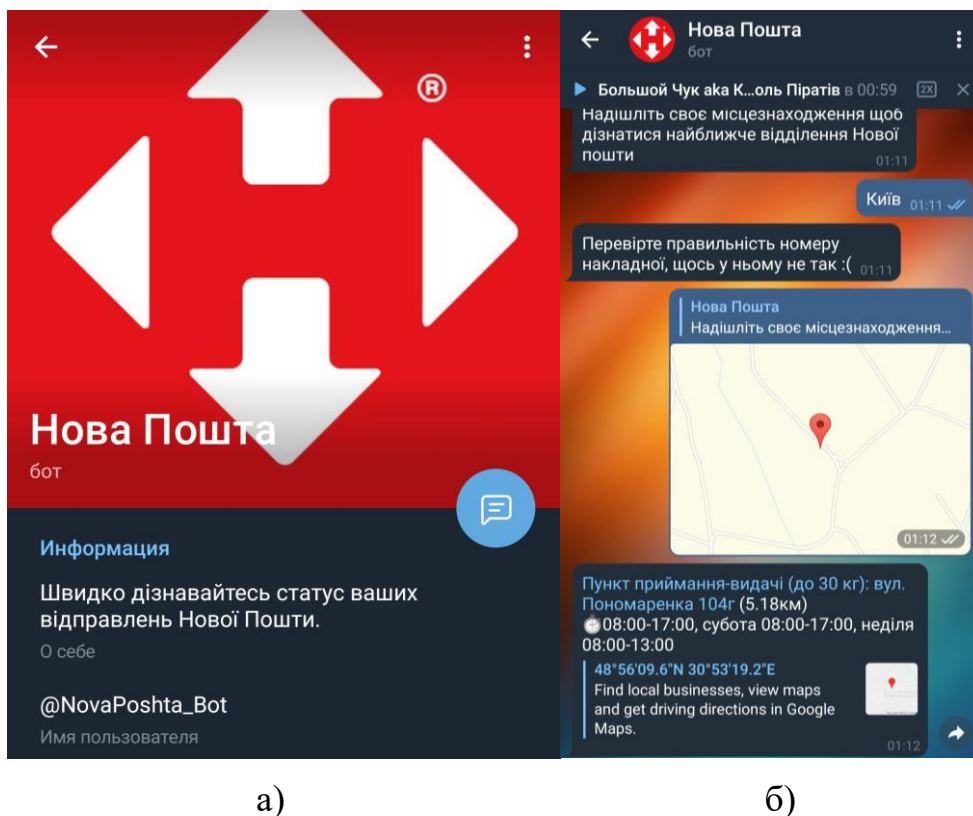 ®
Нова Пошта
бот
Информация
Швидко дізнавайтесь статус ваших
відправлень Нової Пошти.
О себе
@NovaPoshta_Bot
Имя пользователя
а)
Нова Пошта
бот
Большой Чук aka К...оль Піратів в 00:59 2X
Надішліть своє місцезнаходження щоб
дізнатися найближче відділення Нової
пошти
01:11
Київ 01:11
Перевірте правильність номеру
накладної, щось у ньому не так :( 01:11
Нова Пошта
Надішліть своє місцезнаходження...
01:12
Пункт приймання-видачі (до 30 кг): вул.
Пономаренка 104г (5.18км)
08:00-17:00, субота 08:00-17:00, неділя
08:00-13:00
48°56'09.6"N 30°53'19.2"E
Find local businesses, view maps
and get driving directions in Google
Maps.
01:12
б)